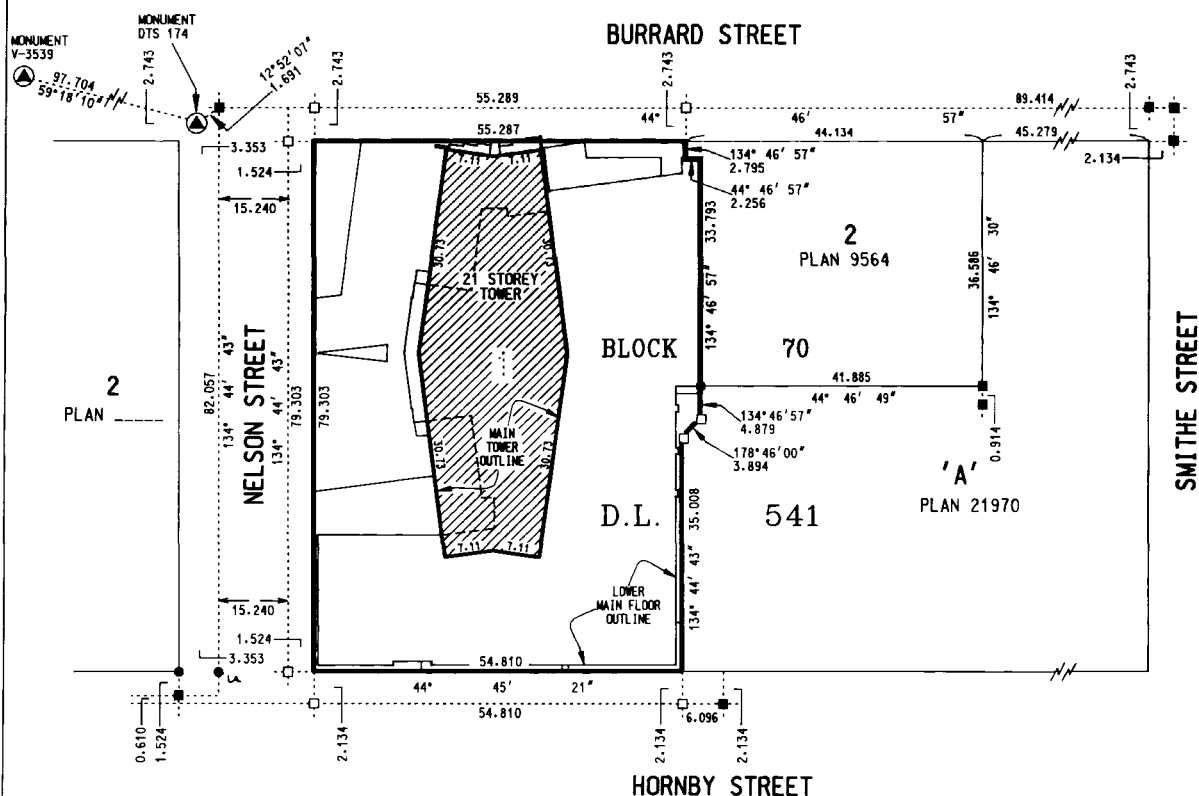 BURRARD STREET
MONUMENT
DTS 174
MONUMENT
V-3539
97.704
59°18'10"
2.743
12°52'07"
1.691
2.743
55.289
2.743
44° 46' 57"
89.414
2.743
55.287
44.134
45.279
3.353
1.524
15.240
7.11
7.11
134° 46' 57"
2.795
44° 46' 57"
2.256
2.134
33.793
134° 46' 57"
2
PLAN 9564
36.586
134° 46' 30"
30.73
21 STOREY
TOWER
NELSON STREET
82.057
134° 44' 43"
134° 44' 43"
79.303
79.303
2
PLAN
BLOCK 70
41.885
44° 46' 49"
SMITHE STREET
134°46'57"
4.879
178°46'00"
3.894
0.914
MAIN
TOWER
OUTLINE
30.73
30.73
'A'
PLAN 21970
D.L. 541
35.008
134° 44' 43"
7.11
7.11
LOWER
MAIN FLOOR
OUTLINE
15.240
1.524
3.353
54.810
44° 45' 21"
54.810
6.096
0.610
1.524
2.134
2.134
2.134
HORNBY STREET